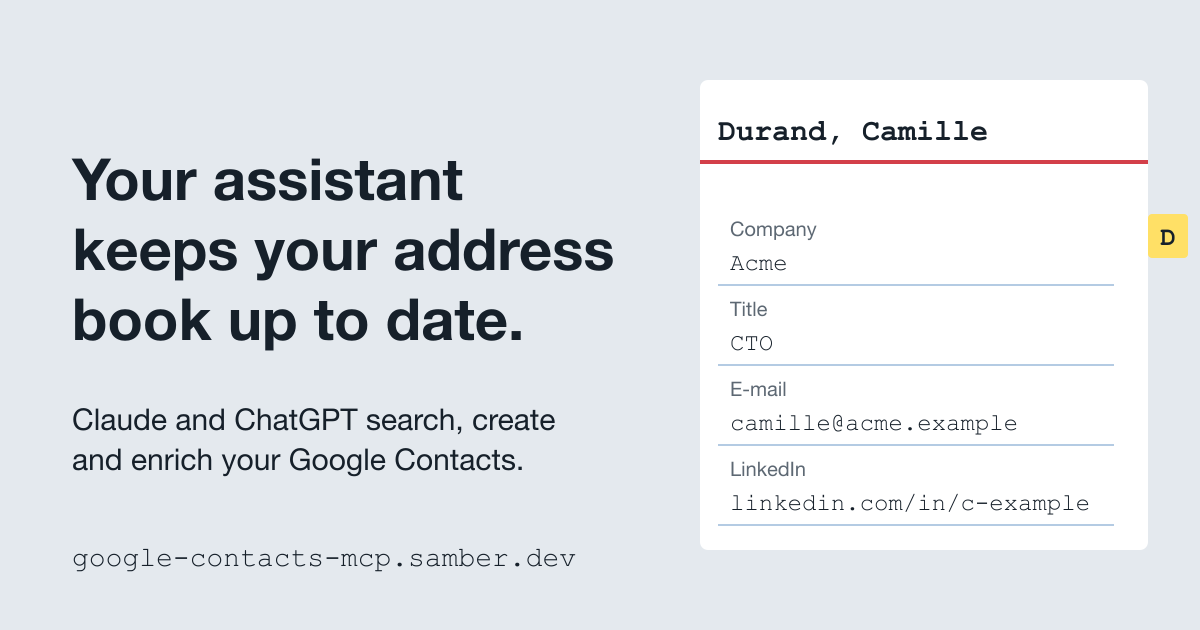 Your assistant
keeps your address
book up to date.
Claude and ChatGPT search, create
and enrich your Google Contacts.
google-contacts-mcp.samber.dev
Durand, Camille
Company
Acme
Title
CTO
E-mail
camille@acme.example
LinkedIn
linkedin.com/in/c-example
D